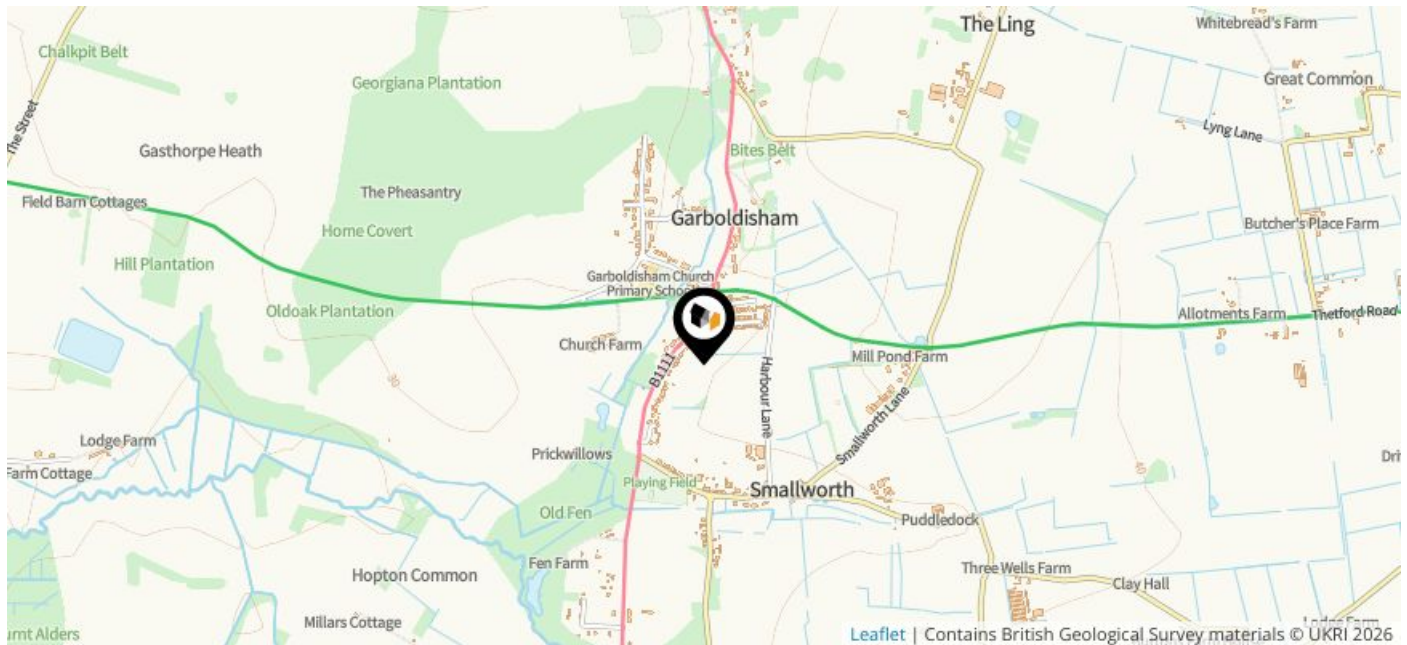 The Ling
Whitebread's Farm
Chalkpit Belt
Georgiana Plantation
Great Common
The Street
Gasthorpe Heath
Lyng Lane
Bites Belt
The Pheasantry
Field Barn Cottages
Garboldisham
Butcher's Place Farm
Home Covert
Hill Plantation
Garboldisham Church
Primary School
Oldoak Plantation
Allotments Farm
Thetford Road
Church Farm
Mill Pond Farm
B1111
Harbour Lane
30
Smallworth Lane
Lodge Farm
Prickwillows
Farm Cottage
40
Playing Field
Smallworth
Old Fen
Puddledock
Fen Farm
Three Wells Farm
Hopton Common
Clay Hall
Millars Cottage
Leaflet | Contains British Geological Survey materials © UKRI 2026